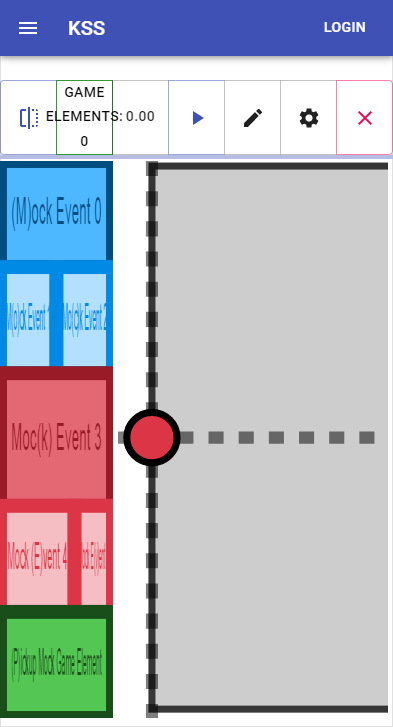 KSS
LOGIN
GAME
ELEMENTS:
0
0.00
(M)ock Event 0
M(o)ck Event 1
Mo(c)k Event 2
Moc(k) Event 3
Mock (E)vent 4
(P)ickup Mock Game Element